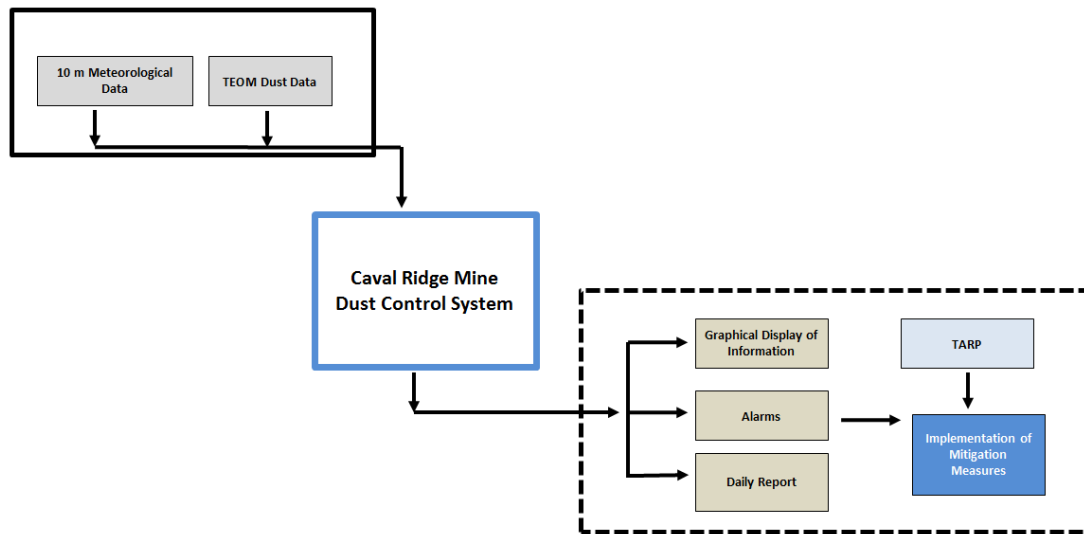 10 m Meteorological
Data
TEOM Dust Data
Caval Ridge Mine
Dust Control System
Graphical Display of
Information
TARP
Alarms
Implementation of
Mitigation
Measures
Daily Report